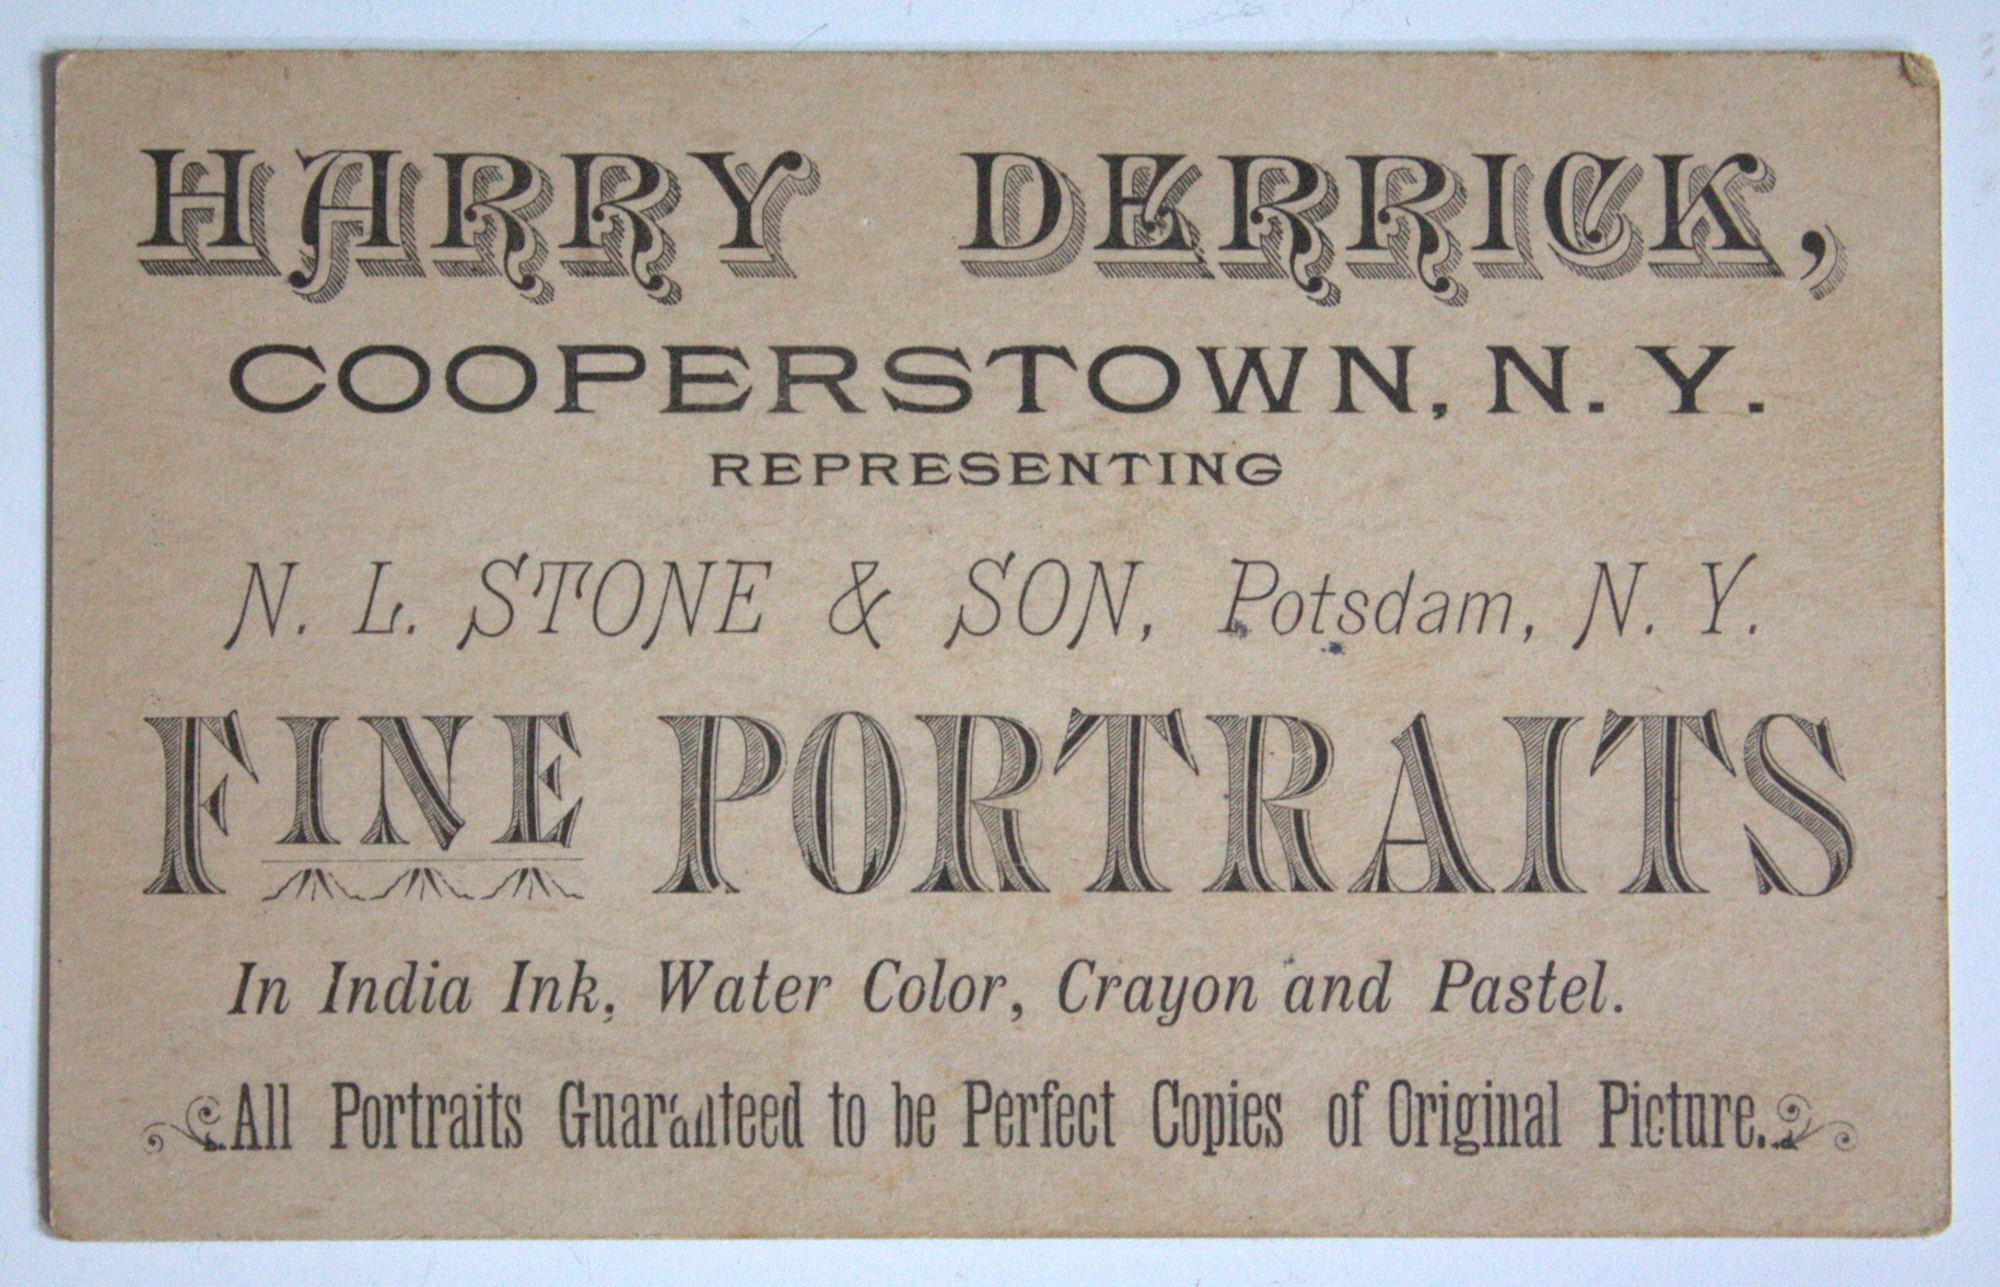 HARRY DERRICK,
COOPERSTOWN, N. Y.
REPRESENTING
N. L. STONE & SON, Potsdam, N. Y.
FINE PORTRAITS
In India Ink, Water Color, Crayon and Pastel.
All Portraits Guaranteed to be Perfect Copies of Original Picture.